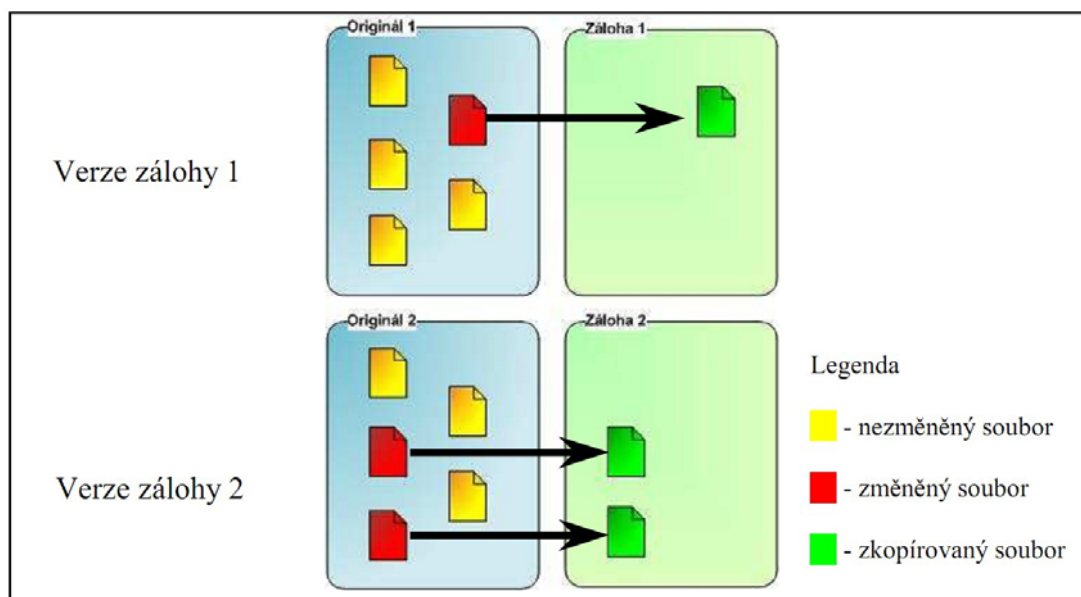 Originál 1
Záloha 1
Verze zálohy 1
Originál 2
Záloha 2
Verze zálohy 2
Legenda
- nezměněný soubor
- změněný soubor
- zkopírovaný soubor